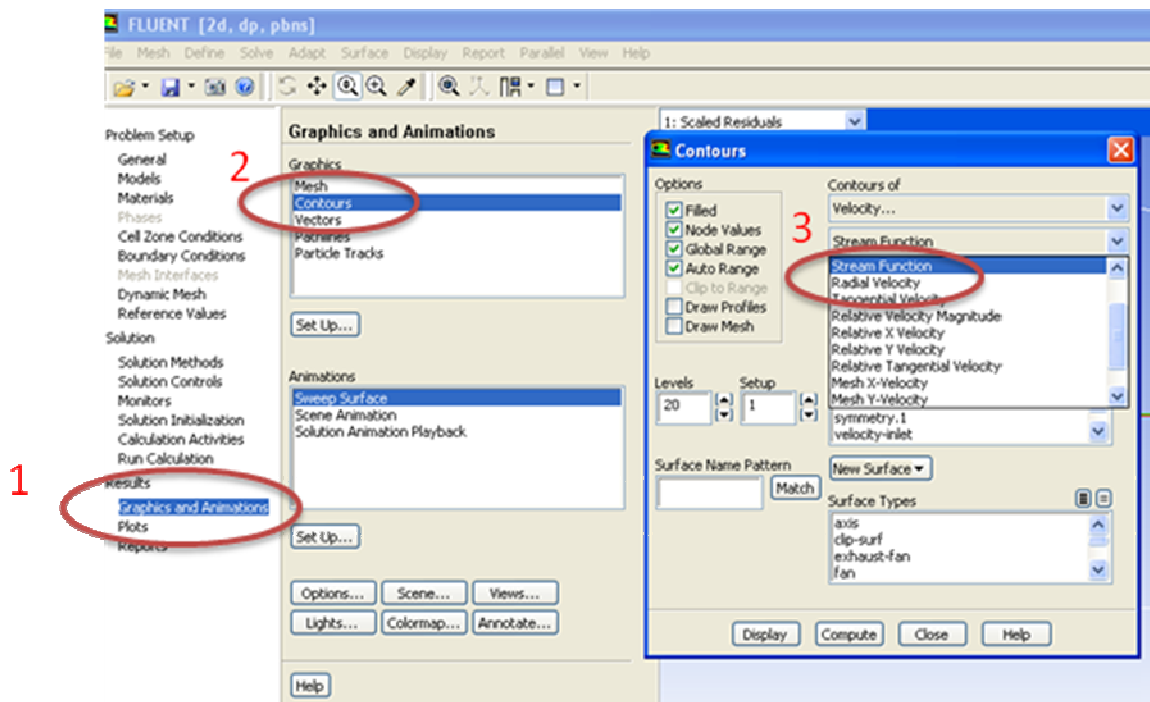 FLUENT [2d, dp, pbns]
File Mesh Define Solve Adapt Surface Display Report Parallel View Help
Problem Setup
General
Models
Materials
Phases
Cell Zone Conditions
Boundary Conditions
Mesh Interfaces
Dynamic Mesh
Reference Values
Solution
Solution Methods
Solution Controls
Monitors
Solution Initialization
Calculation Activities
Run Calculation
1
Results
Graphics and Animations
Plots
Reports
Graphics and Animations
2
Graphics
Mesh
Contours
Vectors
Pathlines
Particle Tracks
Set Up...
Animations
Sweep Surface
Scene Animation
Solution Animation Playback
Set Up...
Options... Scene... Views...
Lights... Colormap... Annotate...
Help
1: Scaled Residuals
Contours
Options
Filled
Node Values
Global Range
Auto Range
Clip to Range
Draw Profiles
Draw Mesh
Levels Setup
20 1
Surface Name Pattern
Match
Contours of
Velocity...
3
Stream Function
Stream Function
Radial Velocity
Tangential Velocity
Relative Velocity Magnitude
Relative X Velocity
Relative Y Velocity
Relative Tangential Velocity
Mesh X-Velocity
Mesh Y-Velocity
symmetry.1
velocity-inlet
New Surface
Surface Types
axis
clip-surf
exhaust-fan
fan
Display Compute Close Help